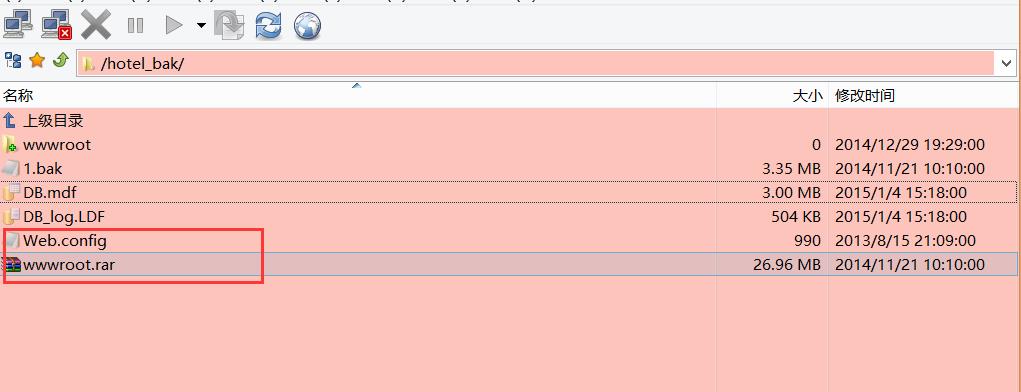 /hotel_bak/
名称 大小 修改时间
上级目录
wwwroot 0 2014/12/29 19:29:00
1.bak 3.35 MB 2014/11/21 10:10:00
DB.mdf 3.00 MB 2015/1/4 15:18:00
DB_log.LDF 504 KB 2015/1/4 15:18:00
Web.config 990 2013/8/15 21:09:00
wwwroot.rar 26.96 MB 2014/11/21 10:10:00